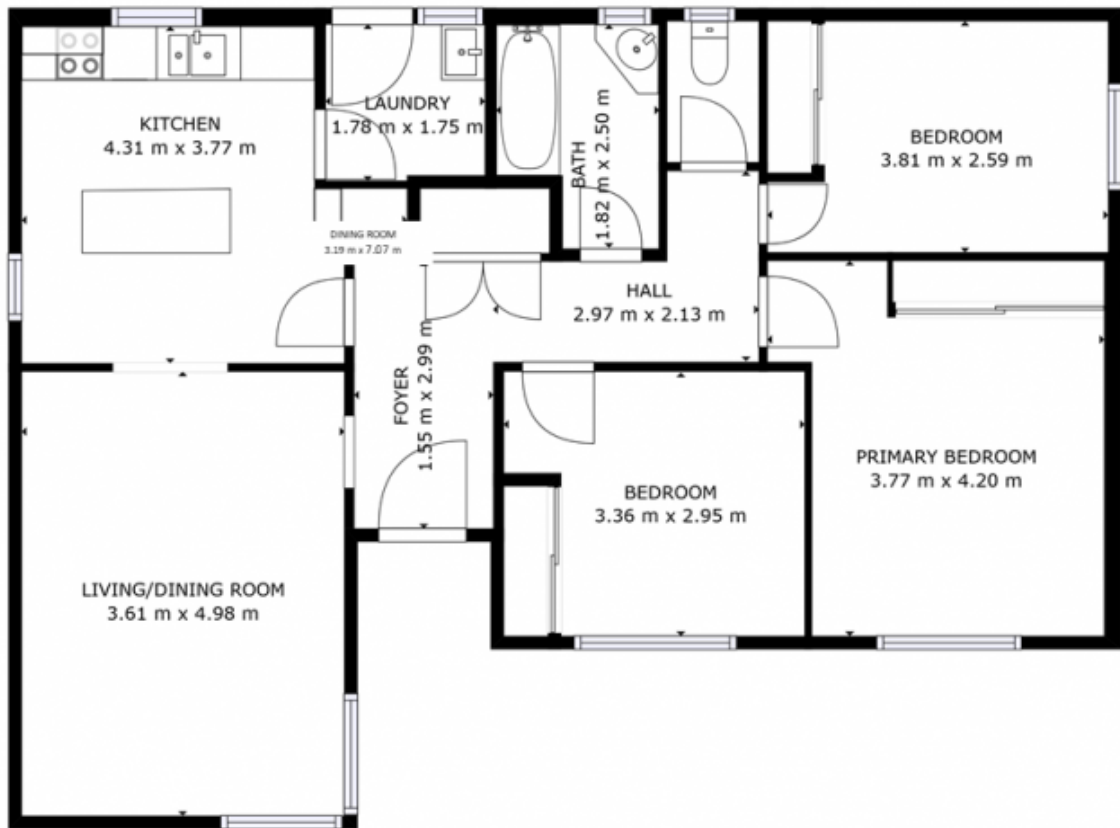 KITCHEN
4.31 m x 3.77 m
LAUNDRY
1.78 m x 1.75 m
BATH
1.82 m x 2.50 m
BEDROOM
3.81 m x 2.59 m
DINING ROOM
3.19 m x 7.07 m
HALL
2.97 m x 2.13 m
FOYER
1.55 m x 2.99 m
PRIMARY BEDROOM
3.77 m x 4.20 m
BEDROOM
3.36 m x 2.95 m
LIVING/DINING ROOM
3.61 m x 4.98 m